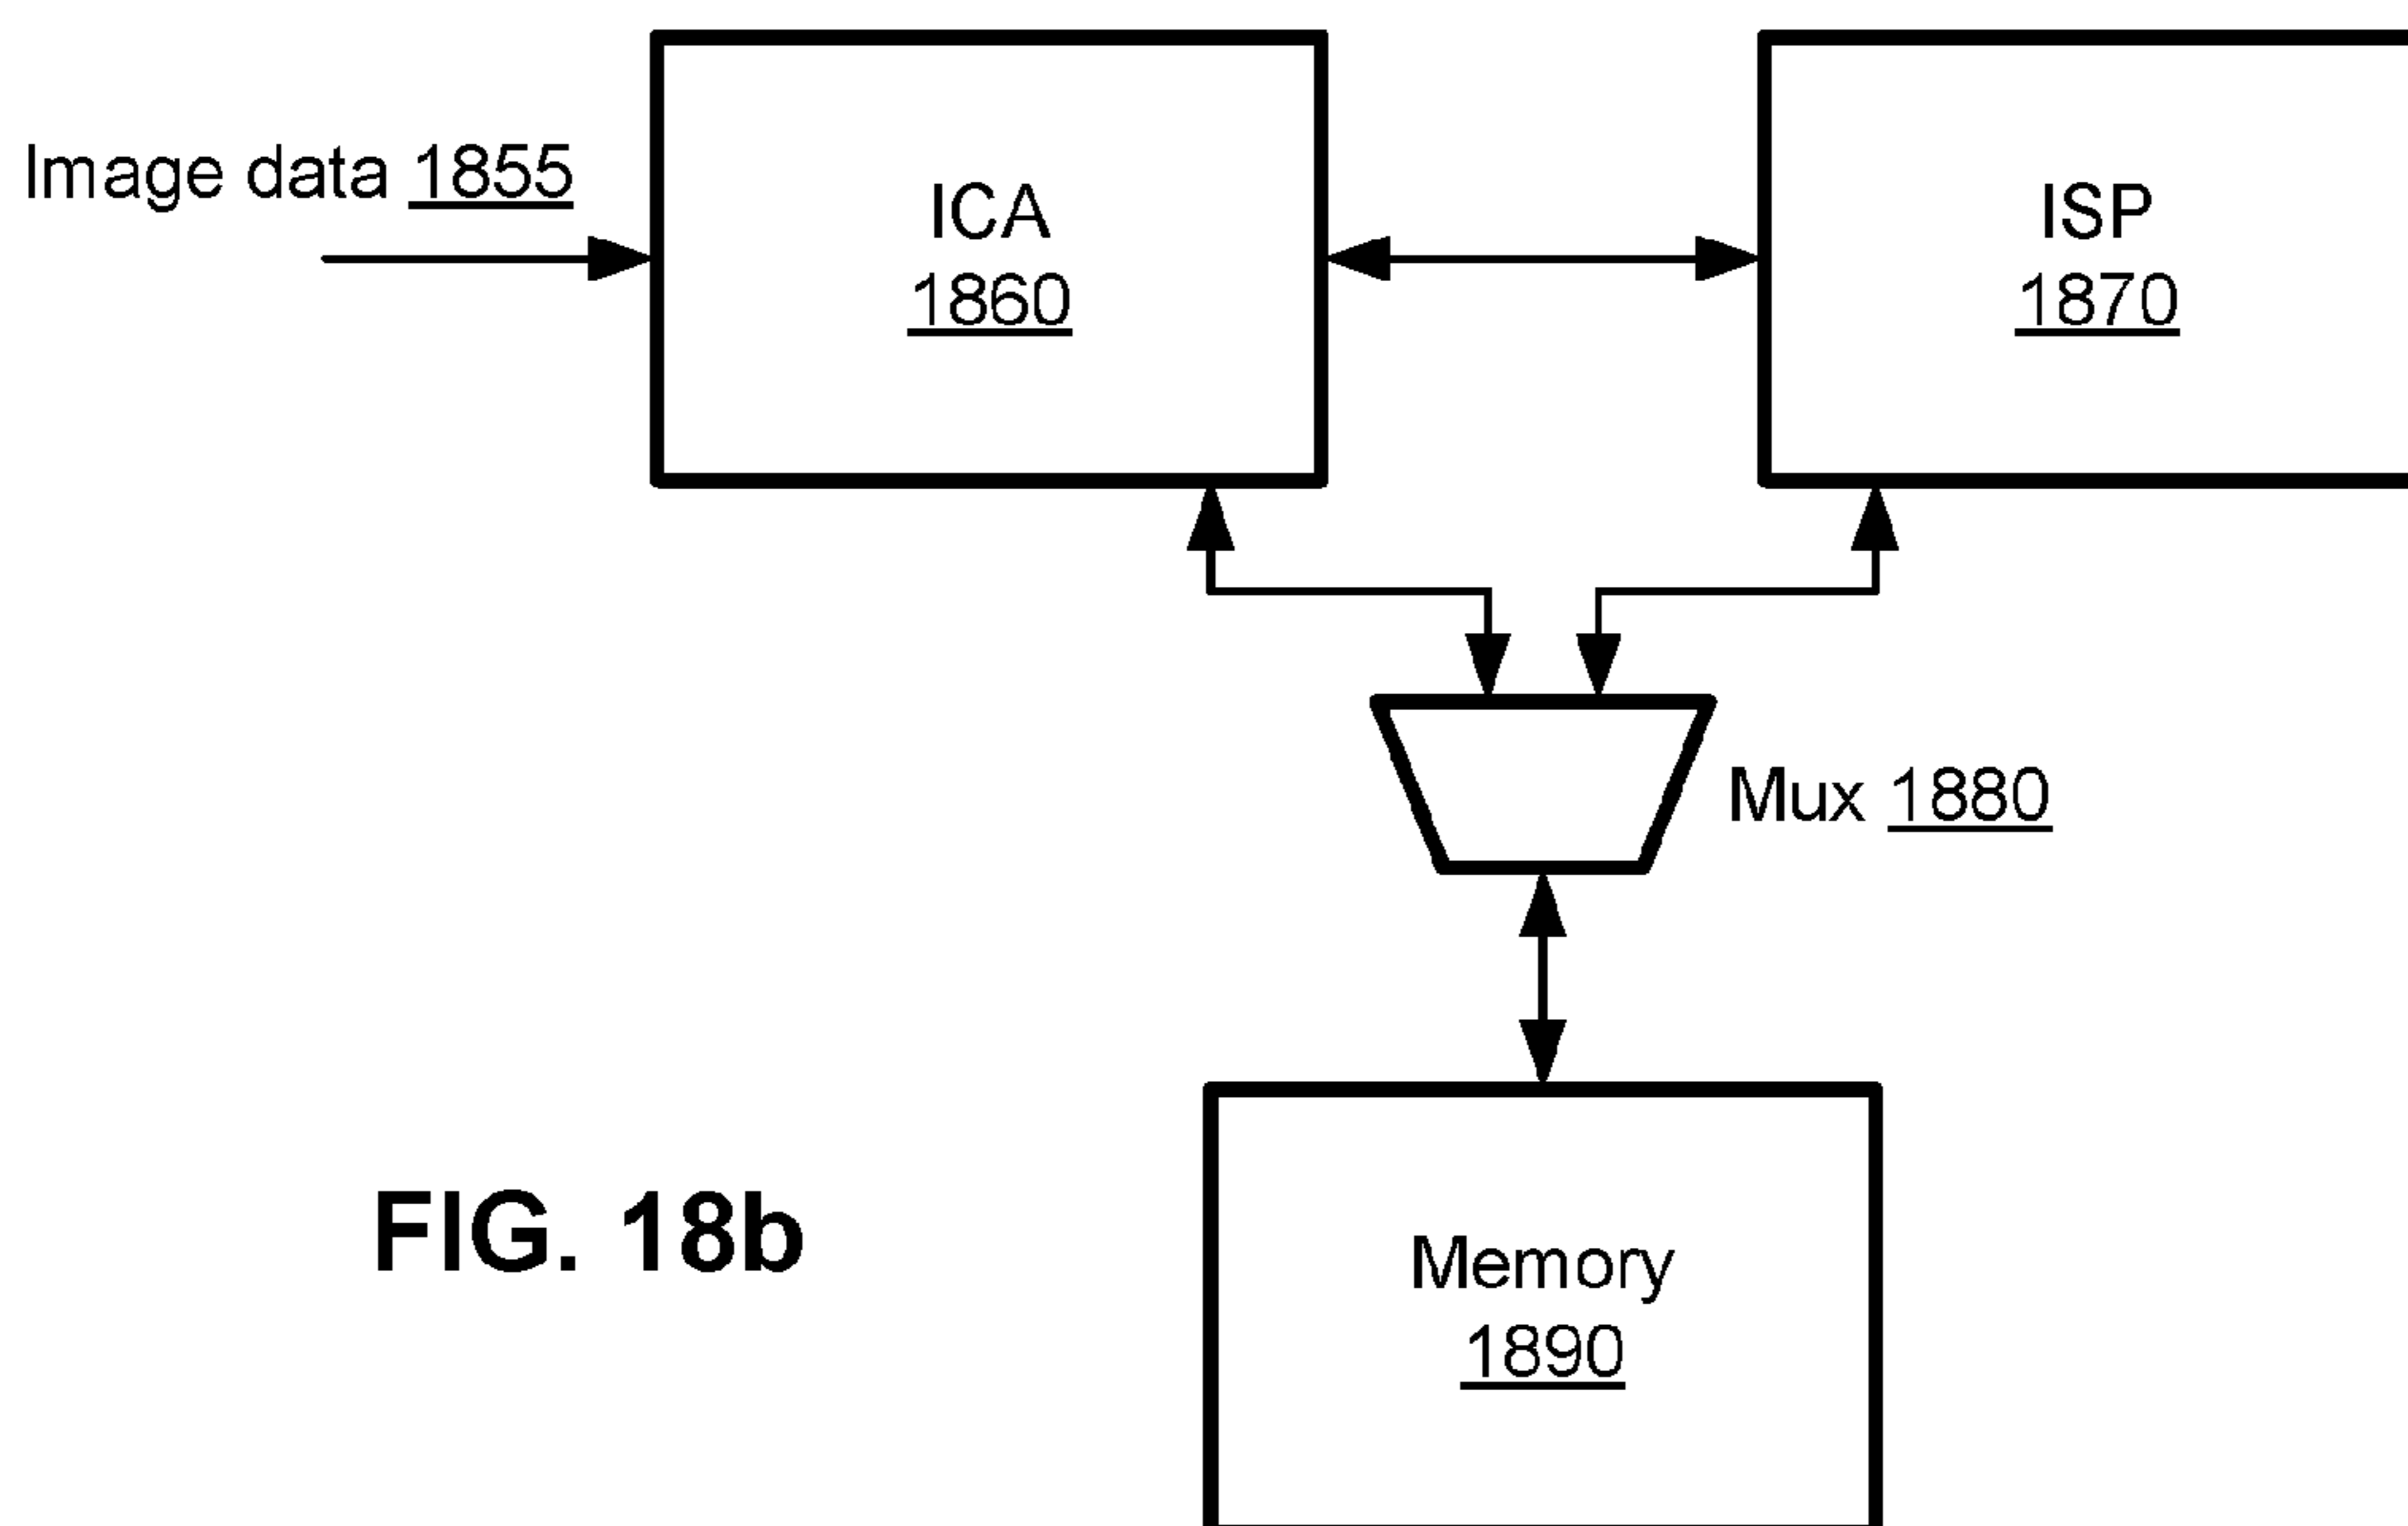 Image data 1855
ICA
1860
ISP
1870
Mux 1880
Memory
1890
FIG. 18b